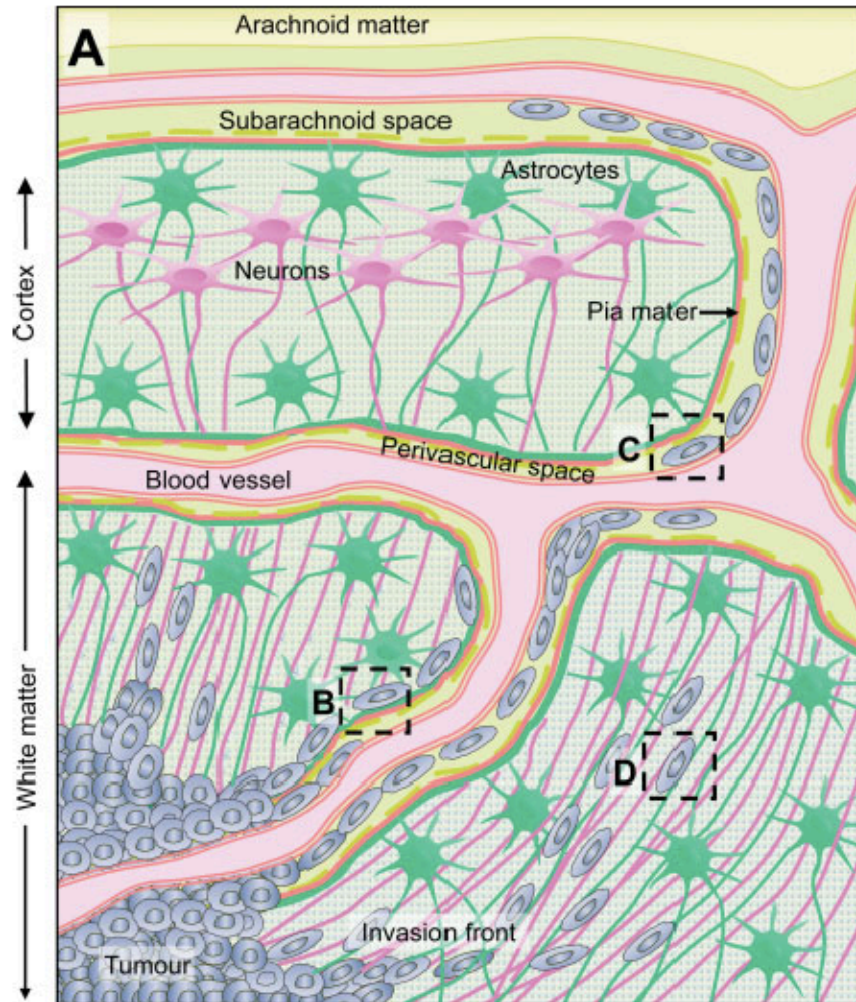 A
Arachnoid matter
Subarachnoid space
Astrocytes
Neurons
Pia mater
Cortex
C
Perivascular space
Blood vessel
B
D
White matter
Invasion front
Tumour